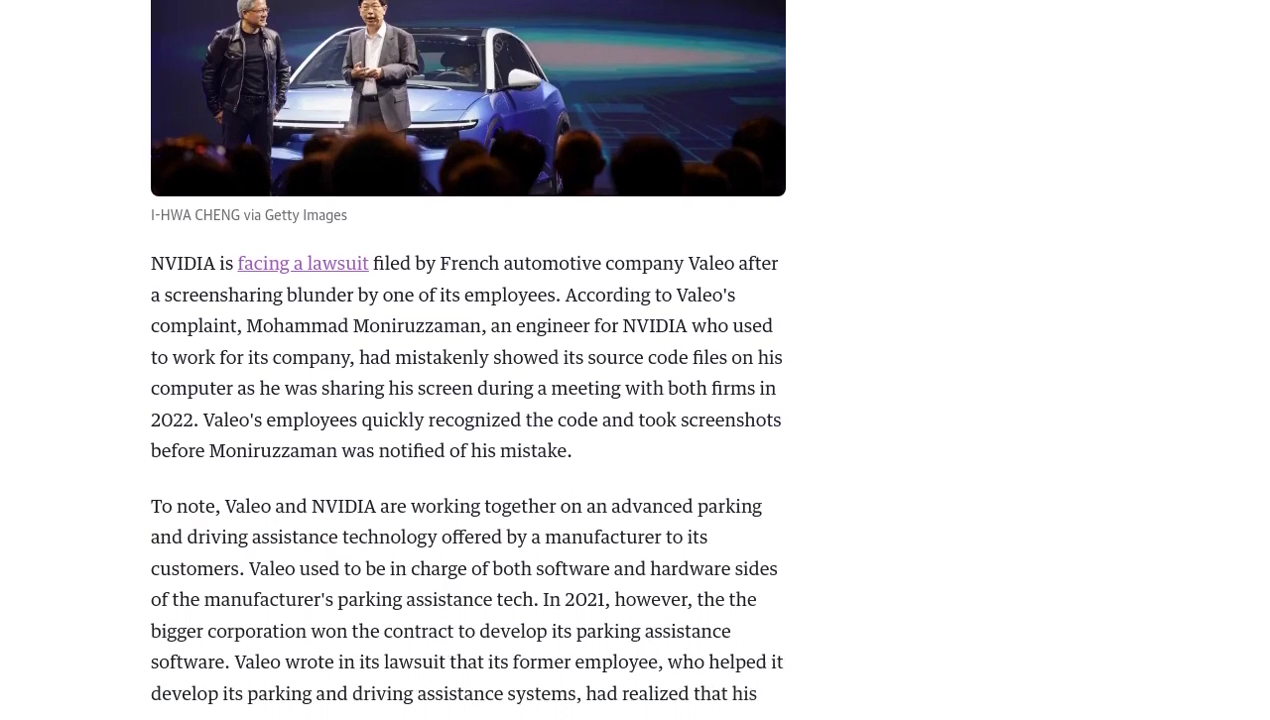 I-HWA CHENG via Getty Images
NVIDIA is facing a lawsuit filed by French automotive company Valeo after
a screensharing blunder by one of its employees. According to Valeo's
complaint, Mohammad Moniruzzaman, an engineer for NVIDIA who used
to work for its company, had mistakenly showed its source code files on his
computer as he was sharing his screen during a meeting with both firms in
2022. Valeo's employees quickly recognized the code and took screenshots
before Moniruzzaman was notified of his mistake.
To note, Valeo and NVIDIA are working together on an advanced parking
and driving assistance technology offered by a manufacturer to its
customers. Valeo used to be in charge of both software and hardware sides
of the manufacturer's parking assistance tech. In 2021, however, the the
bigger corporation won the contract to develop its parking assistance
software. Valeo wrote in its lawsuit that its former employee, who helped it
develop its parking and driving assistance systems, had realized that his